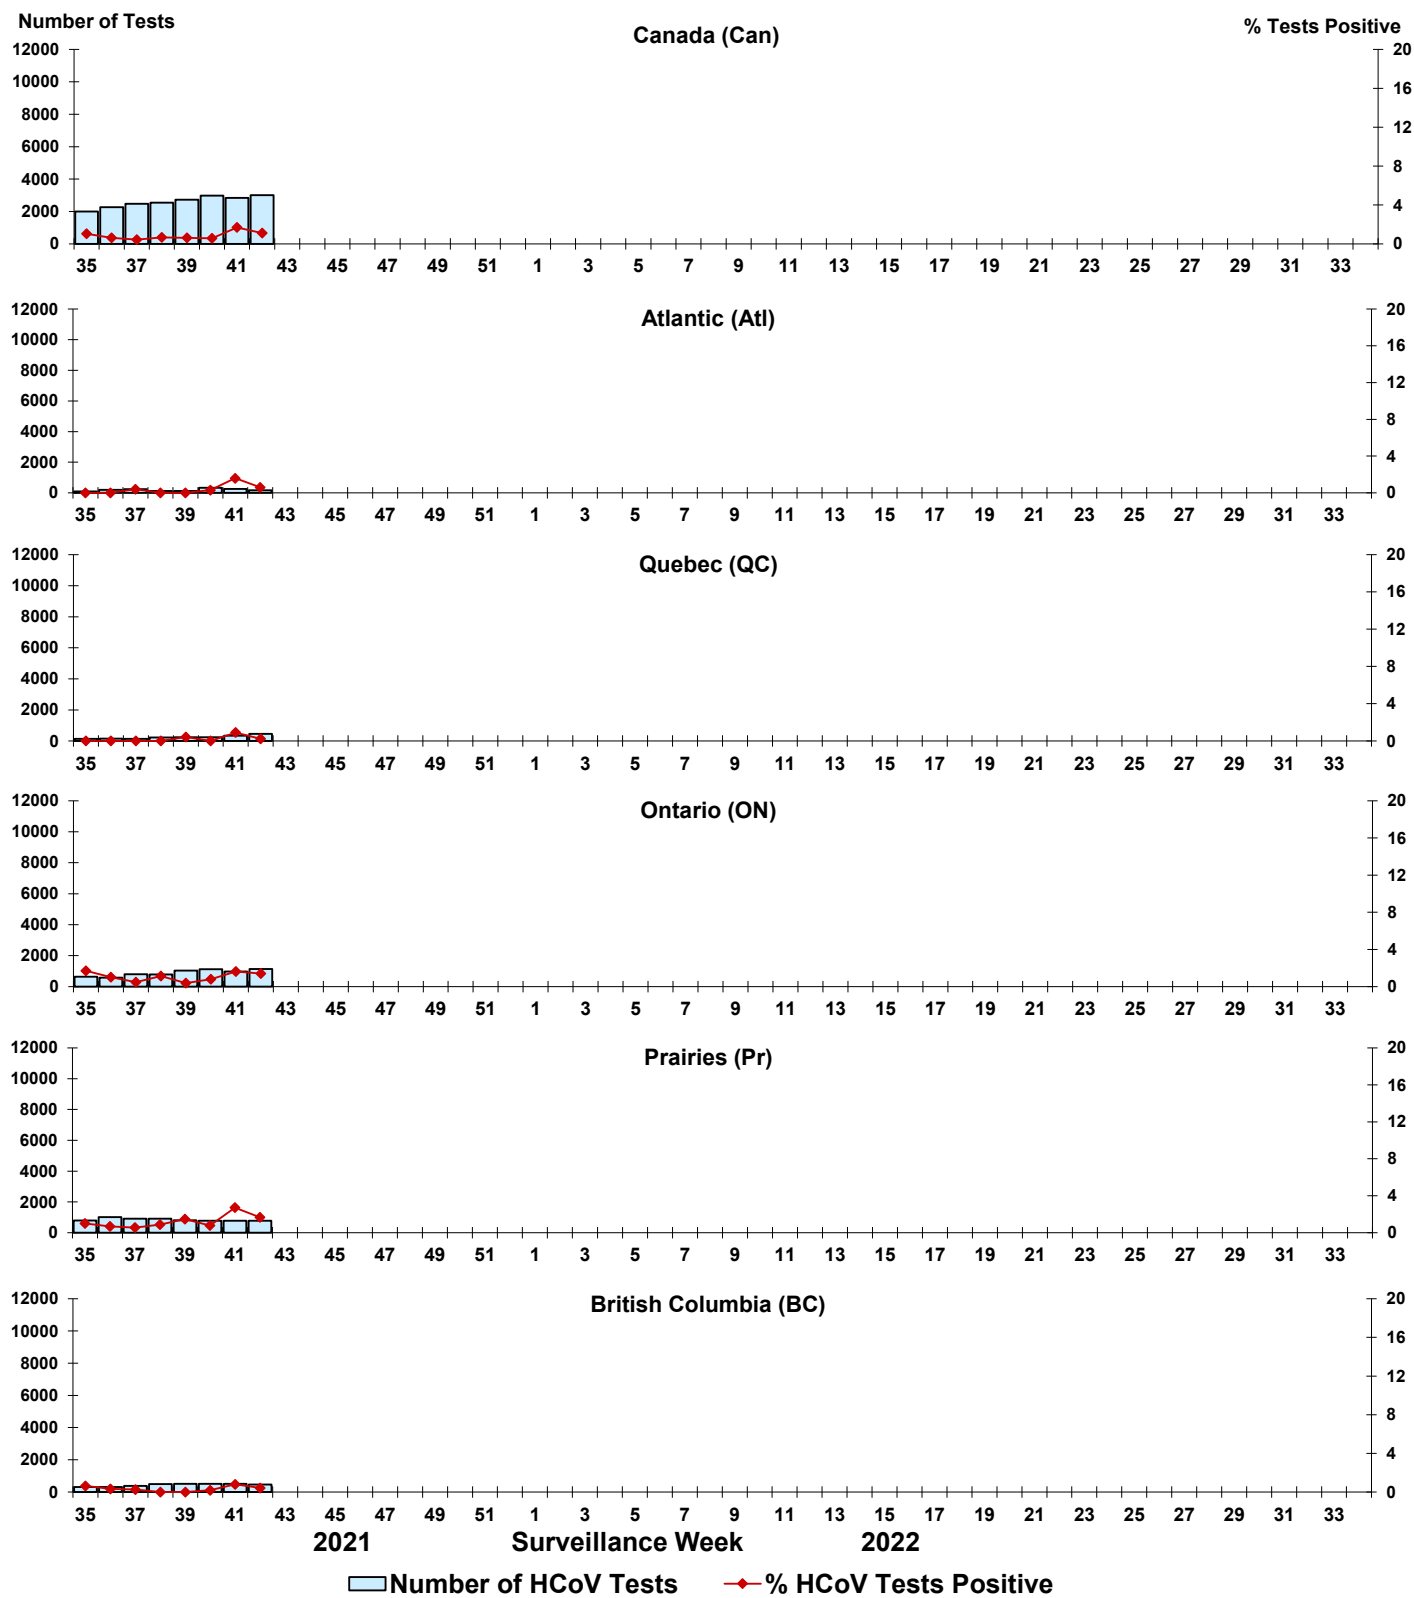 Number of Tests
Canada (Can)
% Tests Positive
12000 20
10000 16
8000 12
6000
4000 8
2000 4
0 0
35 37 39 41 43 45 47 49 51 1 3 5 7 9 11 13 15 17 19 21 23 25 27 29 31 33
Atlantic (Atl)
12000 20
10000 16
8000 12
6000
4000 8
2000 4
0 0
35 37 39 41 43 45 47 49 51 1 3 5 7 9 11 13 15 17 19 21 23 25 27 29 31 33
Quebec (QC)
12000 20
10000 16
8000 12
6000
4000 8
2000 4
0 0
35 37 39 41 43 45 47 49 51 1 3 5 7 9 11 13 15 17 19 21 23 25 27 29 31 33
Ontario (ON)
12000 20
10000 16
8000 12
6000
4000 8
2000 4
0 0
35 37 39 41 43 45 47 49 51 1 3 5 7 9 11 13 15 17 19 21 23 25 27 29 31 33
Prairies (Pr)
12000 20
10000 16
8000 12
6000
4000 8
2000 4
0 0
35 37 39 41 43 45 47 49 51 1 3 5 7 9 11 13 15 17 19 21 23 25 27 29 31 33
British Columbia (BC)
12000 20
10000 16
8000 12
6000
4000 8
2000 4
0 0
35 37 39 41 43 45 47 49 51 1 3 5 7 9 11 13 15 17 19 21 23 25 27 29 31 33
2021 Surveillance Week 2022
Number of HCoV Tests % HCoV Tests Positive